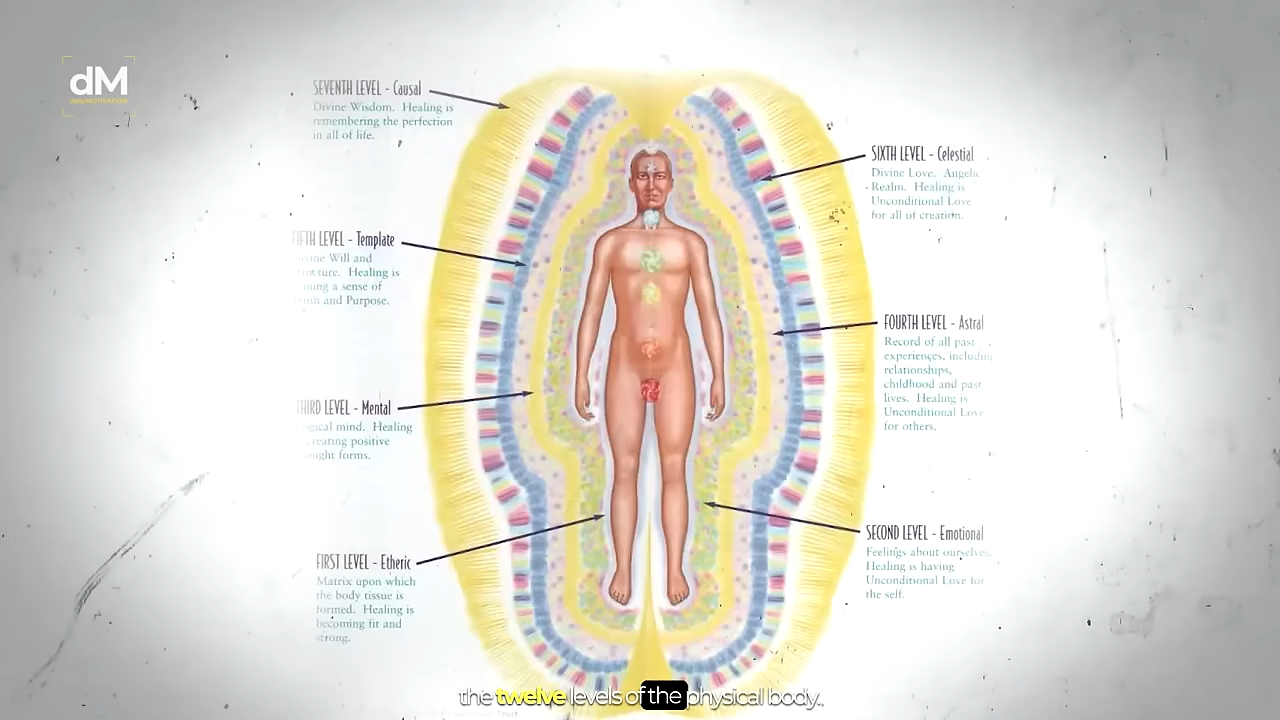 dM
SEVENTH LEVEL - Causal
Divine Wisdom. Healing is
remembering the perfection
in all of life.
SIXTH LEVEL - Celestial
Divine Love. Angelic
Realm. Healing is
Unconditional Love
for all of creation.
LEVEL - Template
Will and
Healing is
a sense of
and Purpose.
FOURTH LEVEL - Astral
Record of all past
experiences, including
relationships,
childhood and past
lives. Healing is
Unconditional Love
for others.
LEVEL - Mental
mind. Healing
creating positive
forms.
SECOND LEVEL - Emotional
Feelings about ourselves.
Healing is having
Unconditional Love for
the self.
FIRST LEVEL - Etheric
Matrix upon which
the body tissue is
formed. Healing is
becoming fit and
strong.
the twelve levels of the physical body.